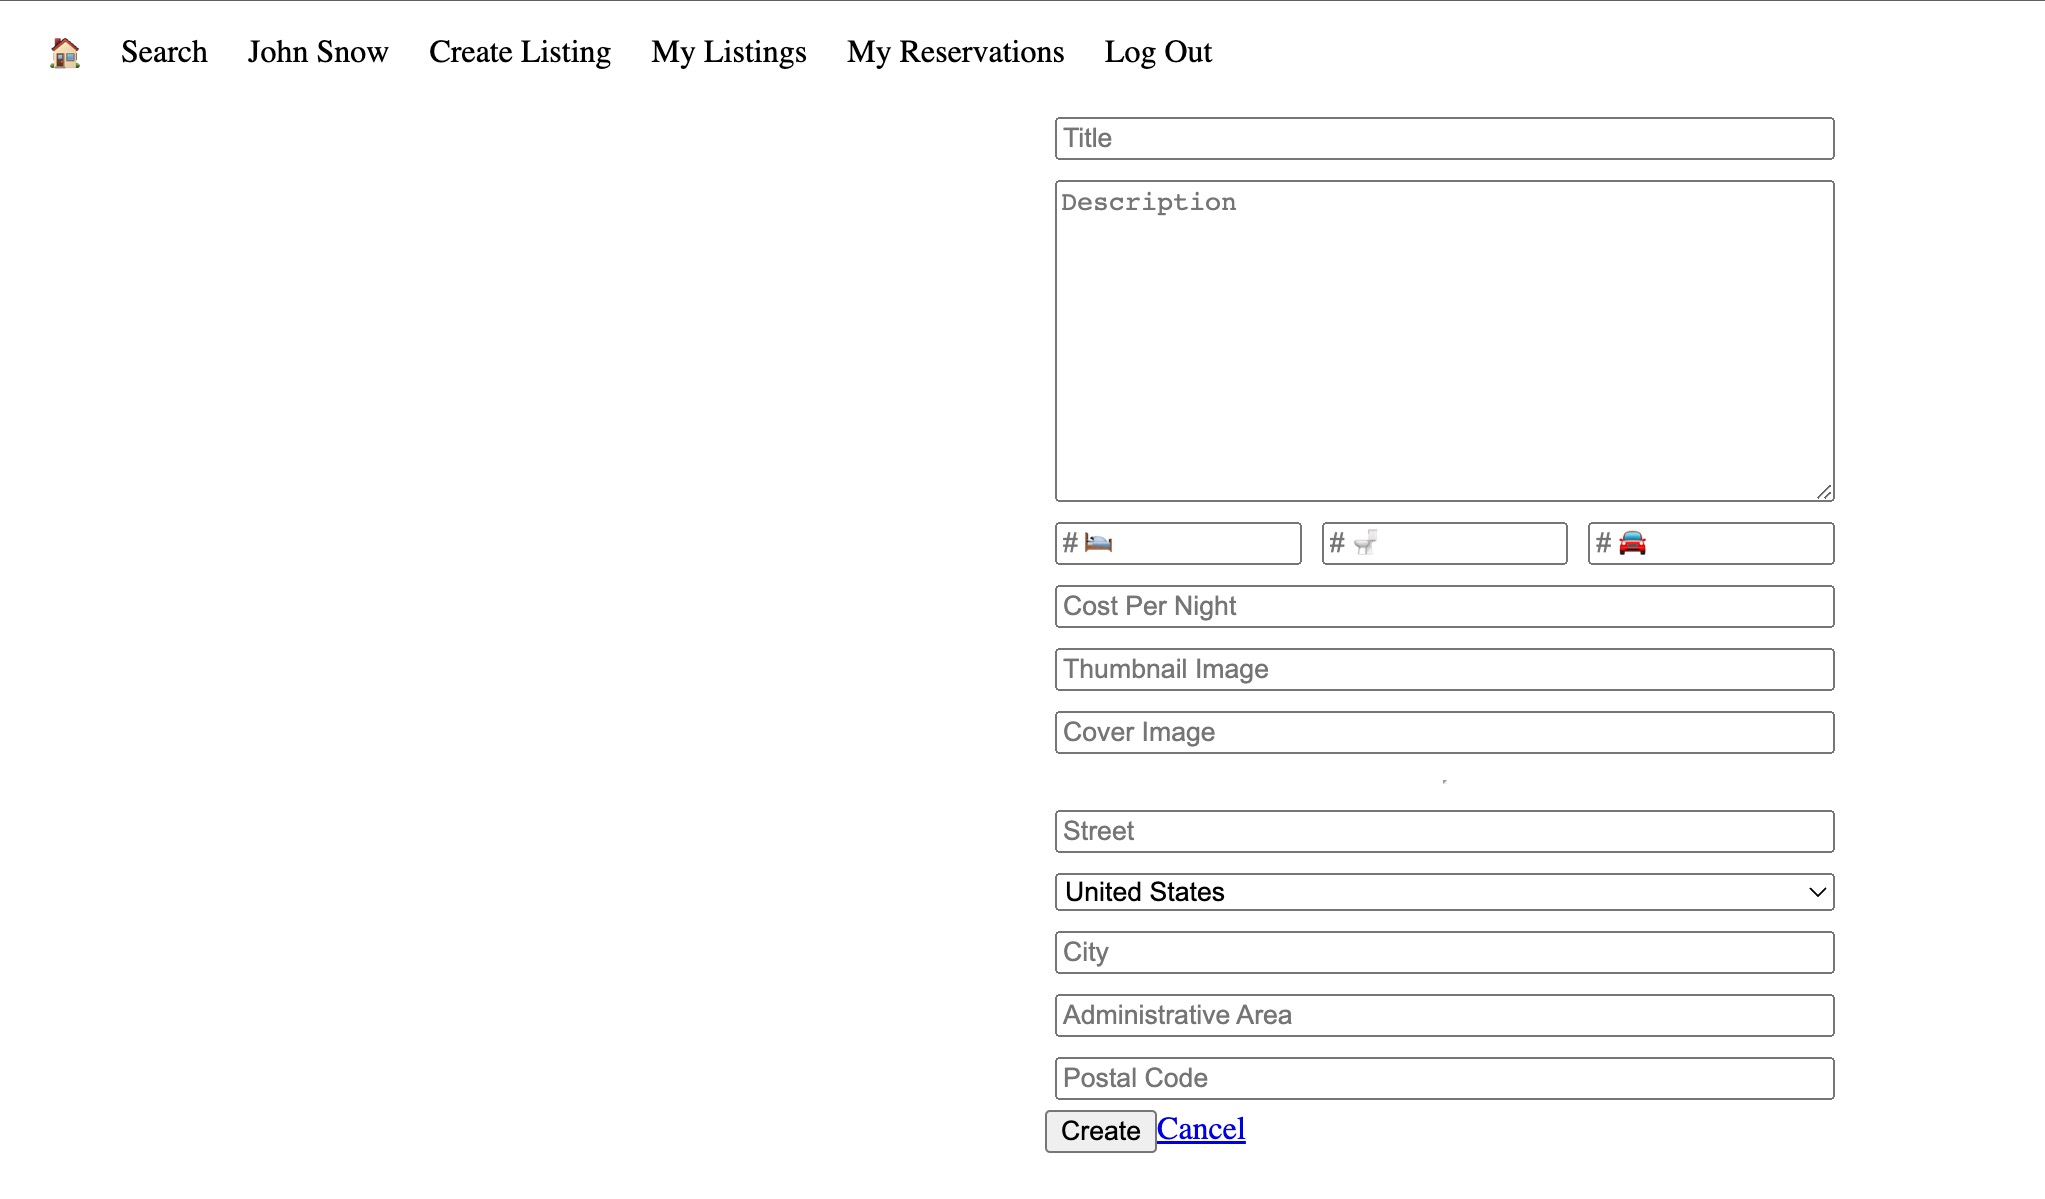 🏠 Search John Snow Create Listing My Listings My Reservations Log Out
Title
Description
# 🛌 # 🚽 # 🚘
Cost Per Night
Thumbnail Image
Cover Image
Street
United States
City
Administrative Area
Postal Code
Create Cancel